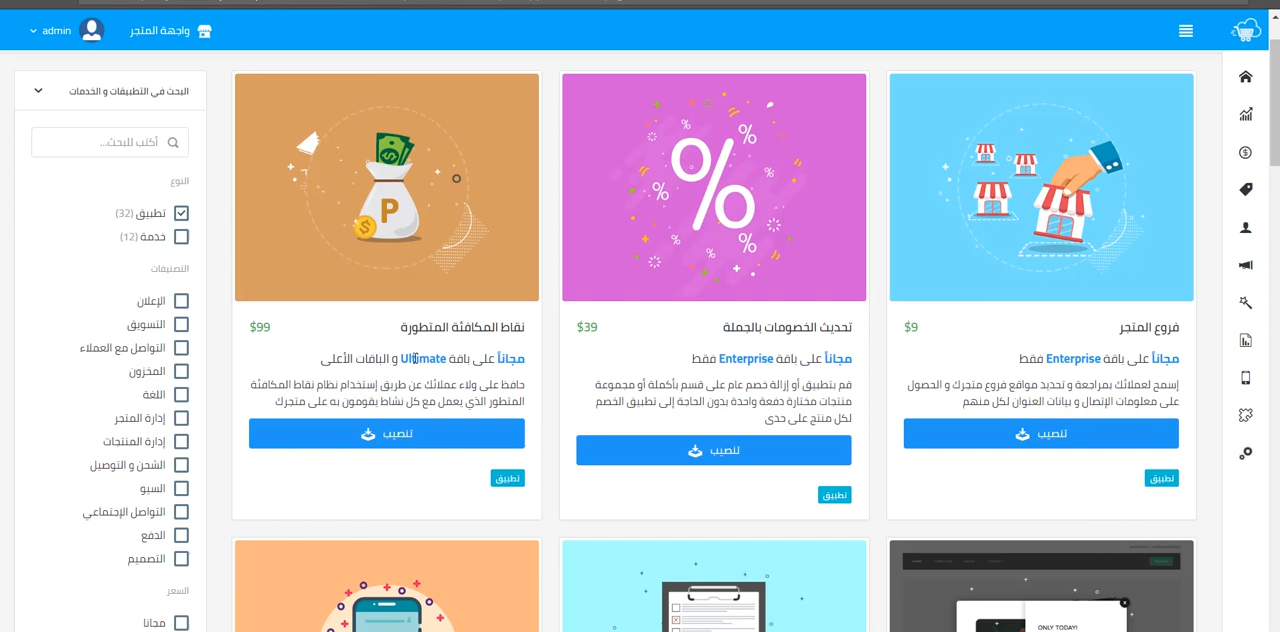 واجهة المتجر
admin
فروع المتجر
$9
مجاناً على باقة Enterprise فقط
إسمح لعملائك بمراجعة و تحديد مواقع فروع متجرك و الحصول
على معلومات الإتصال و بيانات العنوان لكل منهم
تنصيب
تطبيق
%
%
%
%
%
%
%
تحديث الخصومات بالجملة
$39
مجاناً على باقة Enterprise فقط
قم بتطبيق أو إزالة خصم عام على قسم بأكملة أو مجموعة
منتجات مختارة دفعة واحدة بدون الحاجة إلى تطبيق الخصم
لكل منتج على حدى
تنصيب
تطبيق
$
P
$
نقاط المكافئة المتطورة
$99
مجاناً على باقة Ultimate و الباقات الأعلى
حافظ على ولاء عملائك عن طريق إستخدام نظام نقاط المكافئة
المتطور الذي يعمل مع كل نشاط يقومون به على متجرك
تنصيب
تطبيق
البحث في التطبيقات و الخدمات
أكتب للبحث...
النوع
تطبيق (32)
خدمة (12)
التصنيفات
الإعلان
التسويق
التواصل مع العملاء
المخزون
اللغة
إدارة المتجر
إدارة المنتجات
الشحن و التوصيل
السيو
التواصل الإجتماعي
الدفع
التصميم
السعر
مجانا
ONLY TODAY!